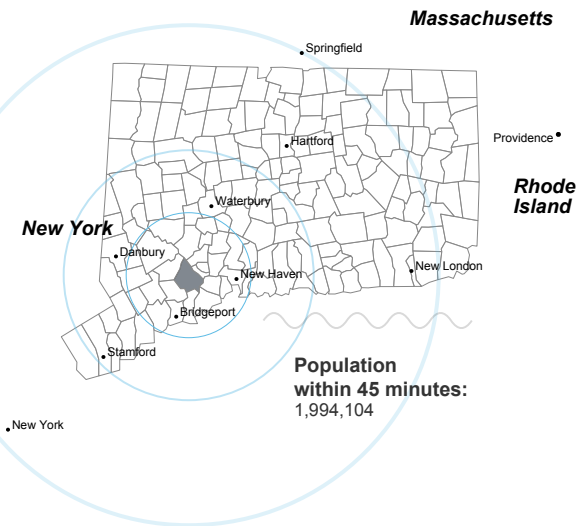 Massachusetts
Springfield
Hartford
Providence
Rhode
Island
Waterbury
New York
Danbury
New Haven
New London
Bridgeport
Stamford
Population
within 45 minutes:
1,994,104
New York